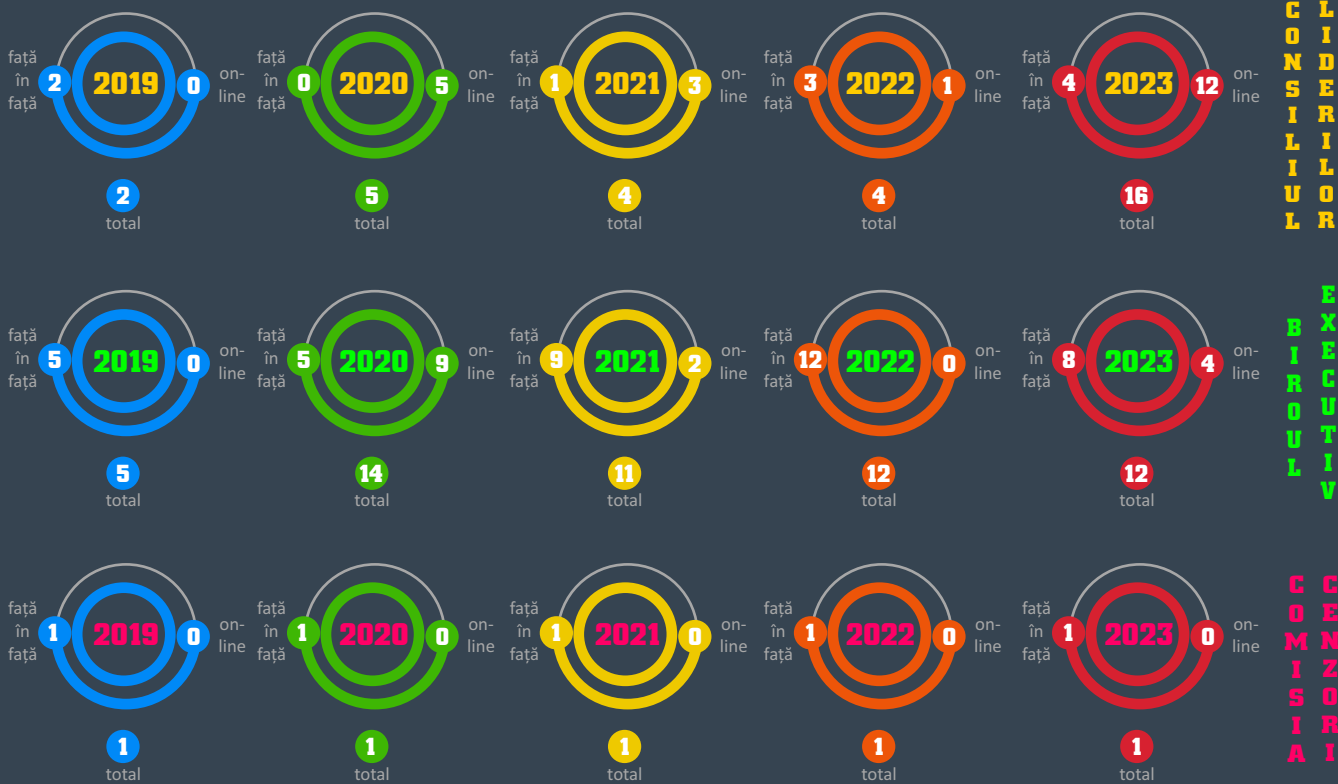 față
în
față
2
2019
0
on-
line
2
total
față
în
față
0
2020
5
on-
line
5
total
față
în
față
1
2021
3
on-
line
4
total
față
în
față
3
2022
1
on-
line
4
total
față
în
față
4
2023
12
on-
line
16
total
CONSILIUL
LIDERILOR
față
în
față
5
2019
0
on-
line
5
total
față
în
față
5
2020
9
on-
line
14
total
față
în
față
9
2021
2
on-
line
11
total
față
în
față
12
2022
0
on-
line
12
total
față
în
față
8
2023
4
on-
line
12
total
BIROUL
EXECUTIV
față
în
față
1
2019
0
on-
line
1
total
față
în
față
1
2020
0
on-
line
1
total
față
în
față
1
2021
0
on-
line
1
total
față
în
față
1
2022
0
on-
line
1
total
față
în
față
1
2023
0
on-
line
1
total
COMISIA
CENZORI